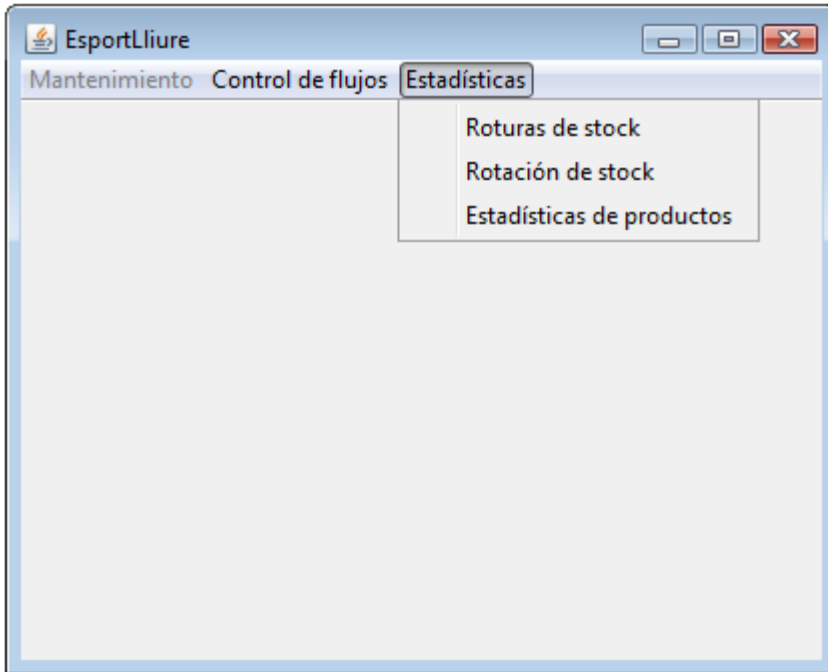 EsportLliure
Mantenimiento Control de flujos Estadísticas
Roturas de stock
Rotación de stock
Estadísticas de productos